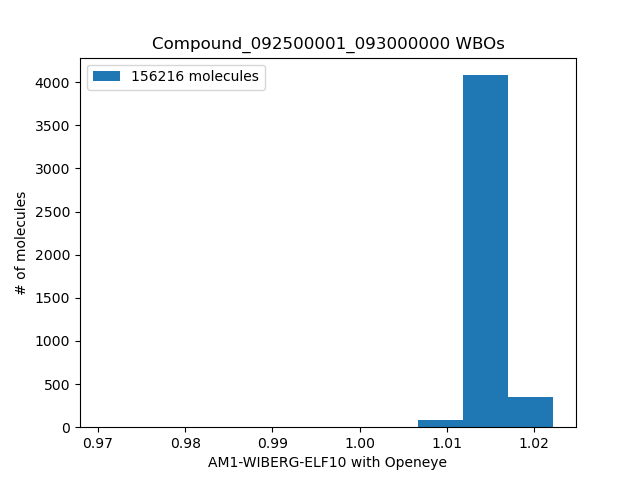 Compound_092500001_093000000 WBOs
156216 molecules
# of molecules
4000
3500
3000
2500
2000
1500
1000
500
0
0.97 0.98 0.99 1.00 1.01 1.02
AM1-WIBERG-ELF10 with Openeye